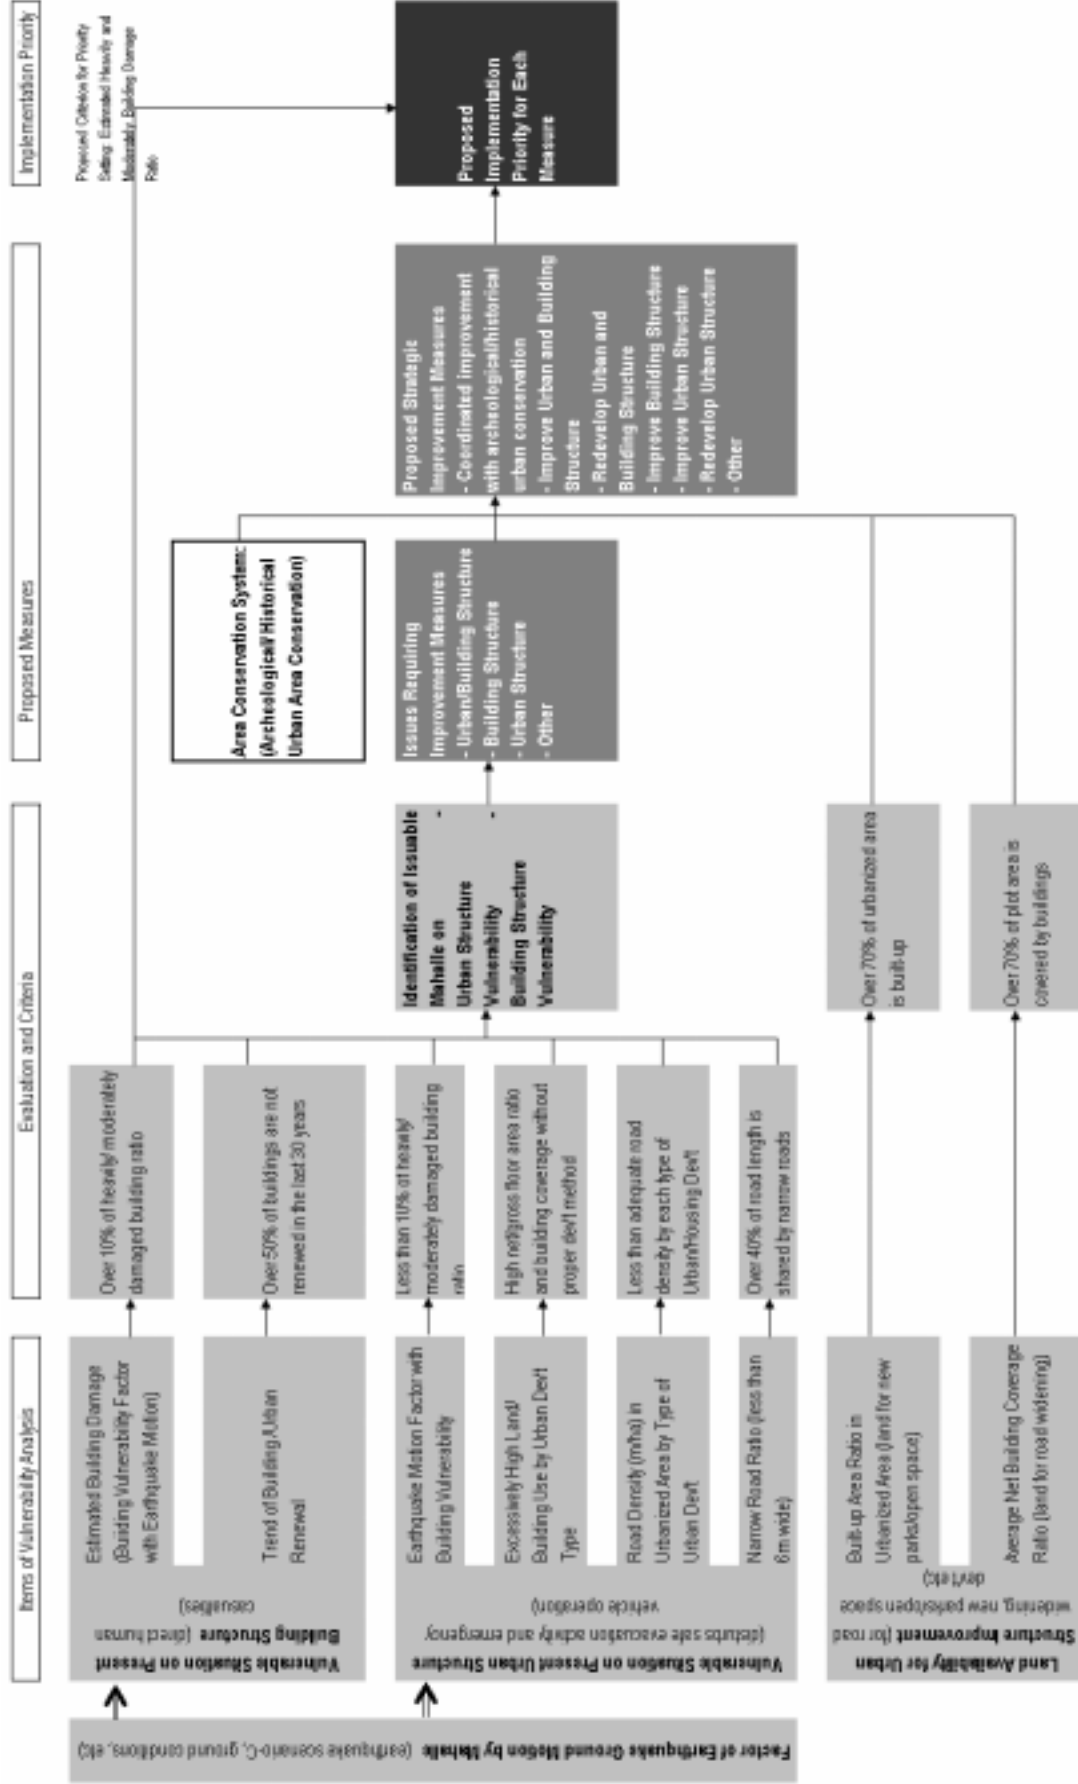 Items of Vulnerability Analysis
Evaluation and Criteria
Proposed Measures
Implementation Priority
Factor of Earthquake Ground Motion by Mahalle (earthquake scenario-C, ground conditions, etc)
Vulnerable Situation on Present
Building Structure (direct human
casualties)
Estimated Building Damage
(Building Vulnerability Factor
with Earthquake Motion)
Over 10% of heavily/ moderately
damaged building ratio
Trend of Building /Urban
Renewal
Over 50% of buildings are not
renewed in the last 30 years
Vulnerable Situation on Present Urban Structure
(disturbs safe evacuation activity and emergency
vehicle operation)
Earthquake Motion Factor with
Building Vulnerability
Less than 10% of heavily/
moderately damaged building
ratio
Excessively High Land/
Building Use by Urban Dev't
Type
High net/gross floor area ratio
and building coverage without
proper dev't method
Road Density (m/ha) in
Urbanized Area by Type of
Urban Dev't
Less than adequate road
density by each type of
Urban/Housing Dev't
Narrow Road Ratio (less than
6m wide)
Over 40% of road length is
shared by narrow roads
Land Availability for Urban
Structure Improvement (for road
widening, new parks/open space
dev't etc)
Built-up Area Ratio in
Urbanized Area (land for new
parks/open space)
Over 70% of urbanized area
is built-up
Average Net Building Coverage
Ratio (land for road widening)
Over 70% of plot area is
covered by buildings
Identification of Issuable
Mahalle on -
Urban Structure
Vulnerability -
Building Structure
Vulnerability
Area Conservation System:
(Archeological/ Historical
Urban Area Conservation)
Issues Requiring
Improvement Measures
- Urban/Building Structure
- Building Structure
- Urban Structure
- Other
Proposed Strategic
Improvement Measures
- Coordinated improvement
with archeological/historical
urban conservation
- Improve Urban and Building
Structure
- Redevelop Urban and
Building Structure
- Improve Building Structure
- Improve Urban Structure
- Redevelop Urban Structure
- Other
Proposed Criterion for Priority
Setting: Estimated Heavily and
Moderately Building Damage
Ratio
Proposed
Implementation
Priority for Each
Measure